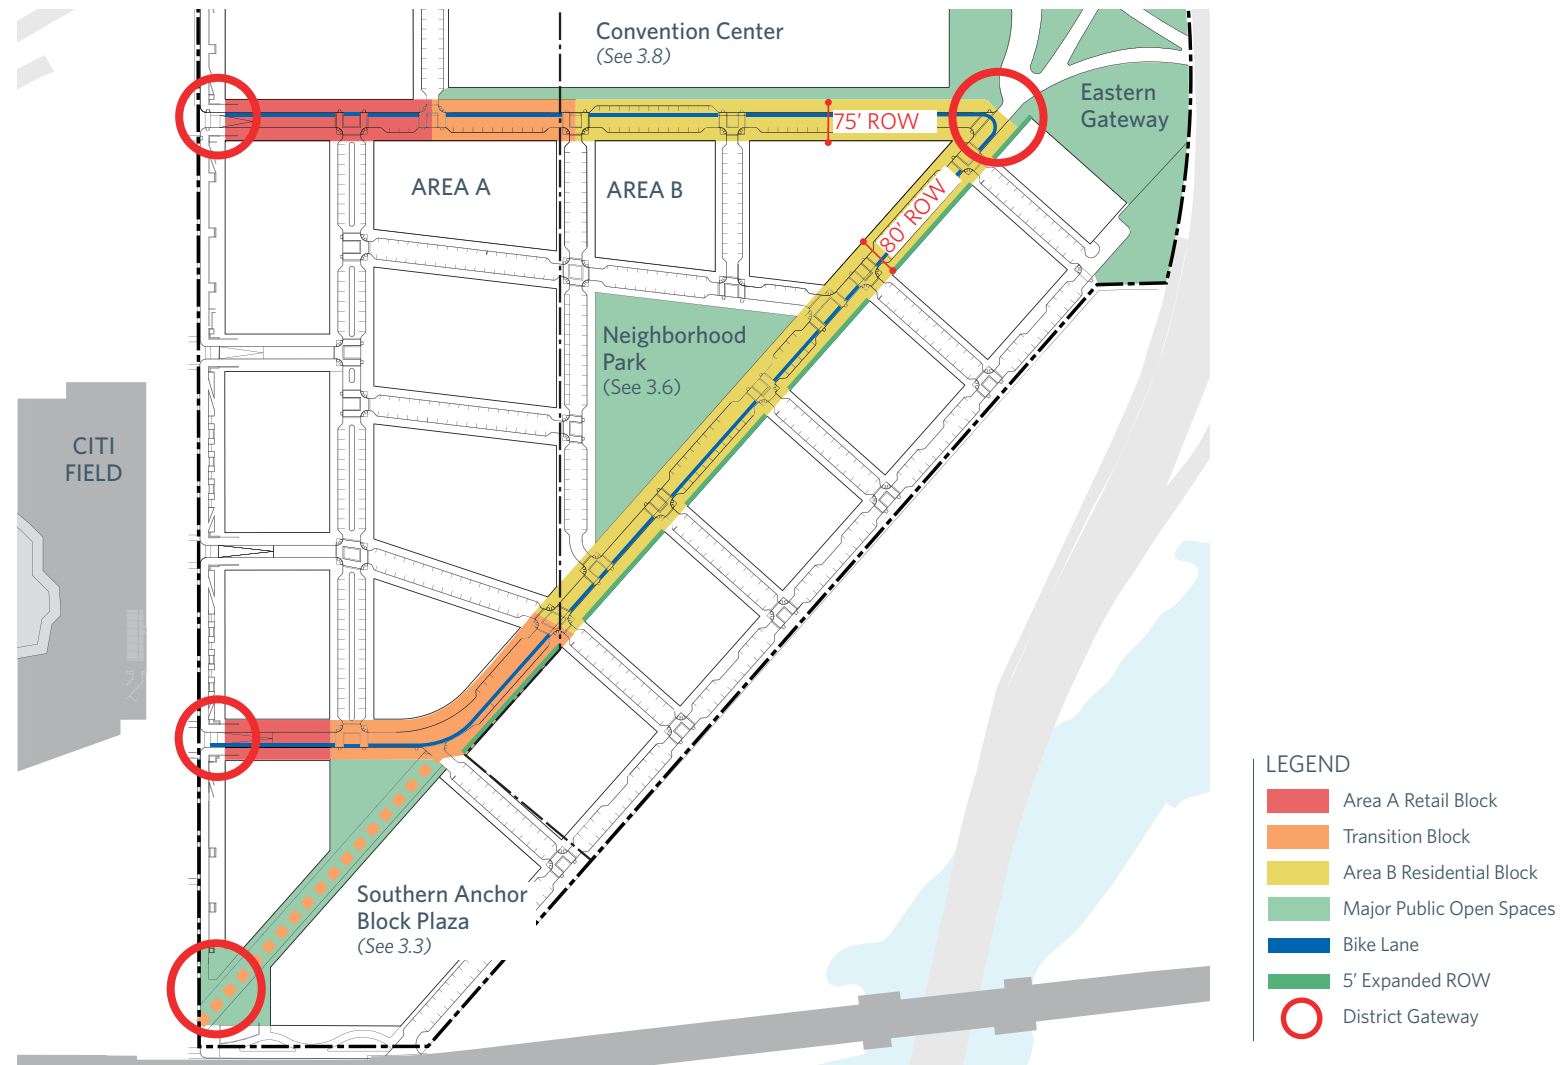 Convention Center
(See 3.8)
Eastern
Gateway
75’ ROW
AREA A
AREA B
80’ ROW
Neighborhood
Park
(See 3.6)
CITI
FIELD
Southern Anchor
Block Plaza
(See 3.3)
LEGEND
Area A Retail Block
Transition Block
Area B Residential Block
Major Public Open Spaces
Bike Lane
5’ Expanded ROW
District Gateway